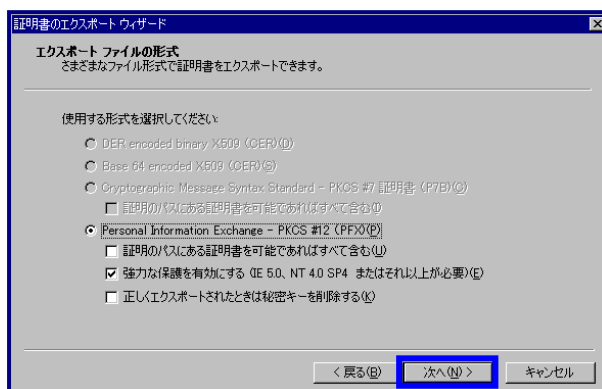 証明書のエクスポート ウィザード
エクスポート ファイルの形式
さまざまなファイル形式で証明書をエクスポートできます。
使用する形式を選択してください:
DER encoded binary X.509 (CER)(D)
Base 64 encoded X.509 (CER)(S)
Cryptographic Message Syntax Standard - PKCS #7 証明書 (P7B)(C)
証明のパスにある証明書を可能であればすべて含む(I)
Personal Information Exchange - PKCS #12 (PFX)(P)
証明のパスにある証明書を可能であればすべて含む(U)
強力な保護を有効にする (IE 5.0、NT 4.0 SP4 またはそれ以上が必要)(E)
正しくエクスポートされたときは秘密キーを削除する(K)
< 戻る(B) 次へ(N) > キャンセル